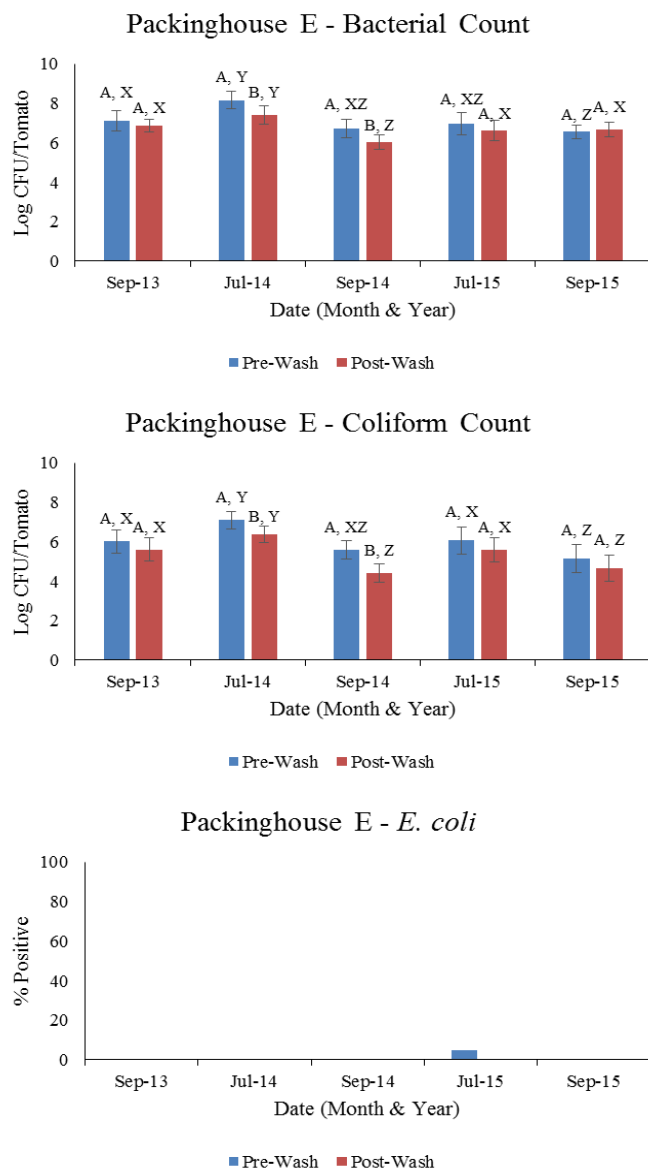 Packinghouse E - Bacterial Count
10
8
6
4
2
0
Log CFU/Tomato
A, X
A, X
A, Y
B, Y
A, XZ
B, Z
A, XZ
A, X
A, Z
A, X
Sep-13
Jul-14
Sep-14
Jul-15
Sep-15
Date (Month & Year)
Pre-Wash
Post-Wash
Packinghouse E - Coliform Count
10
8
6
4
2
0
Log CFU/Tomato
A, X
A, X
A, Y
B, Y
A, XZ
B, Z
A, X
A, X
A, Z
A, Z
Sep-13
Jul-14
Sep-14
Jul-15
Sep-15
Date (Month & Year)
Pre-Wash
Post-Wash
Packinghouse E - E. coli
100
80
60
40
20
0
% Positive
Sep-13
Jul-14
Sep-14
Jul-15
Sep-15
Date (Month & Year)
Pre-Wash
Post-Wash